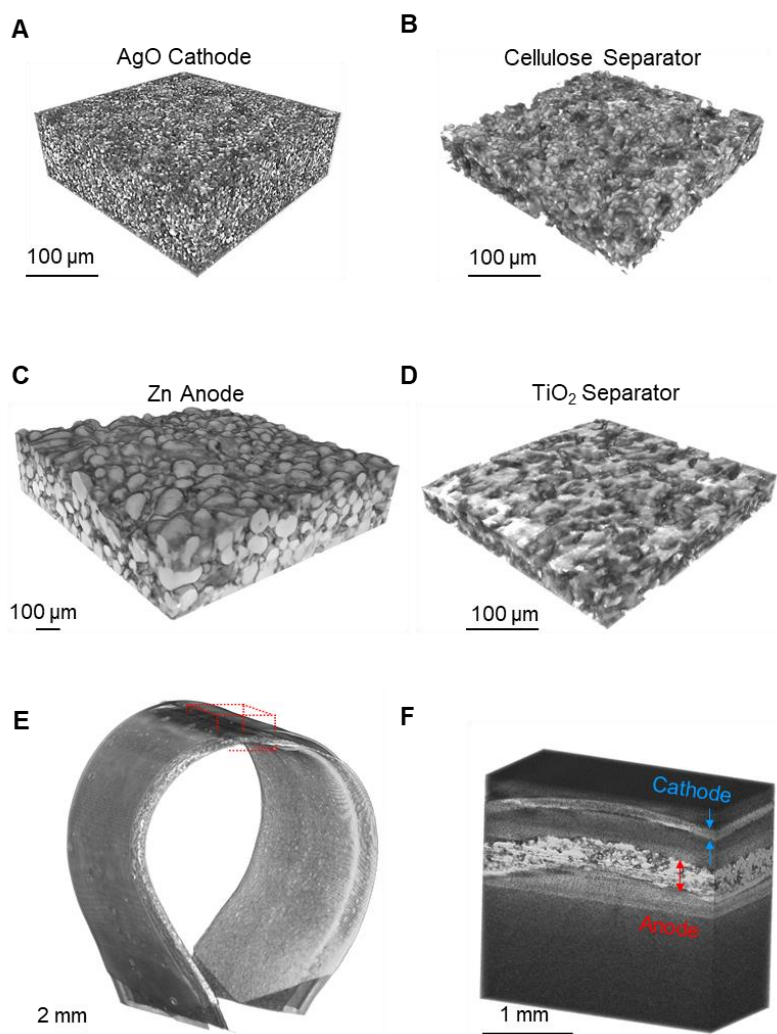 A
AgO Cathode
100 µm
B
Cellulose Separator
100 µm
C
Zn Anode
100 µm
D
TiO₂ Separator
100 µm
E
2 mm
F
Cathode
Anode
1 mm